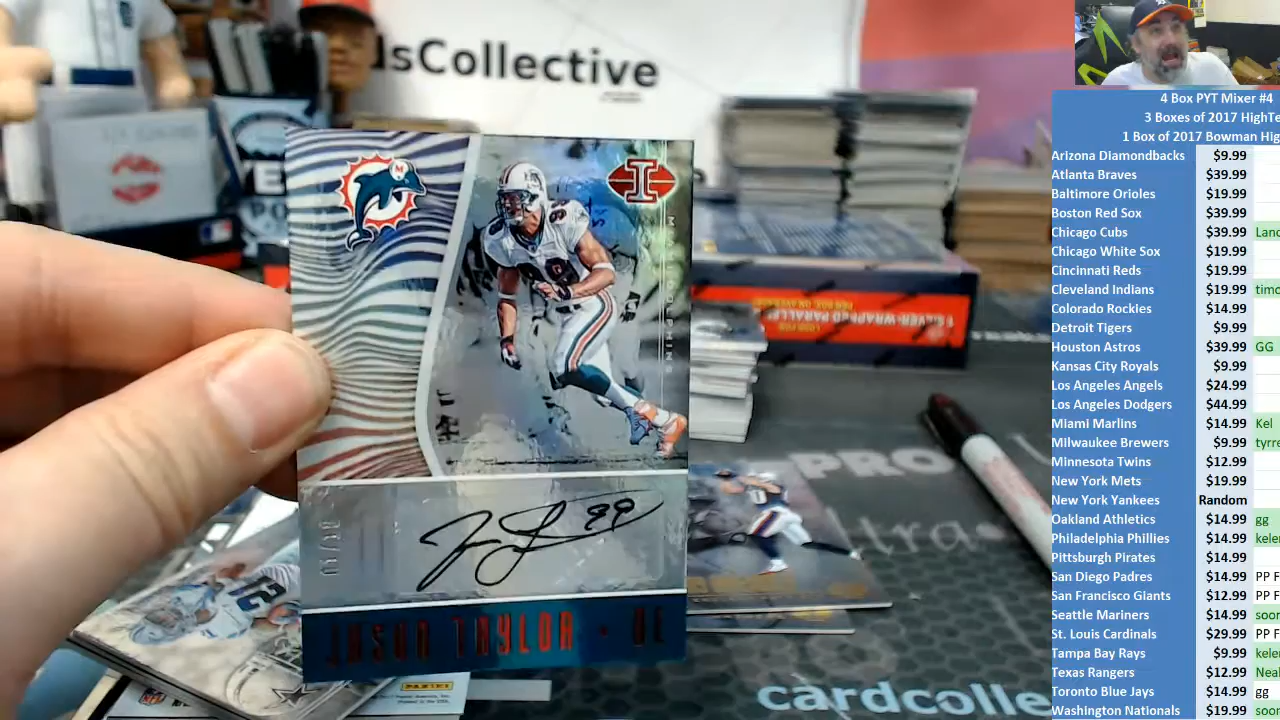 dsCollective
4 Box PYT Mixer #4
3 Boxes of 2017 HighTe
1 Box of 2017 Bowman Hig
Arizona Diamondbacks $9.99
Atlanta Braves $39.99
Baltimore Orioles $19.99
Boston Red Sox $39.99
Chicago Cubs $39.99 Land
Chicago White Sox $19.99
Cincinnati Reds $19.99
Cleveland Indians $19.99 timo
Colorado Rockies $14.99
Detroit Tigers $9.99
Houston Astros $39.99 GG
Kansas City Royals $9.99
Los Angeles Angels $24.99
Los Angeles Dodgers $44.99
Miami Marlins $14.99 Kel
Milwaukee Brewers $9.99 tyrre
Minnesota Twins $12.99
New York Mets $19.99
New York Yankees Random
Oakland Athletics $14.99 gg
Philadelphia Phillies $14.99 keler
Pittsburgh Pirates $14.99
San Diego Padres $14.99 PP F
San Francisco Giants $12.99 PP F
Seattle Mariners $14.99 soon
St. Louis Cardinals $29.99 PP F
Tampa Bay Rays $9.99 keler
Texas Rangers $12.99 Neal
Toronto Blue Jays $14.99 gg
Washington Nationals $19.99 soon
I
M
99
99
JASON TAYLOR • DE
PRO
ltra
21
PANINI
cardcolle